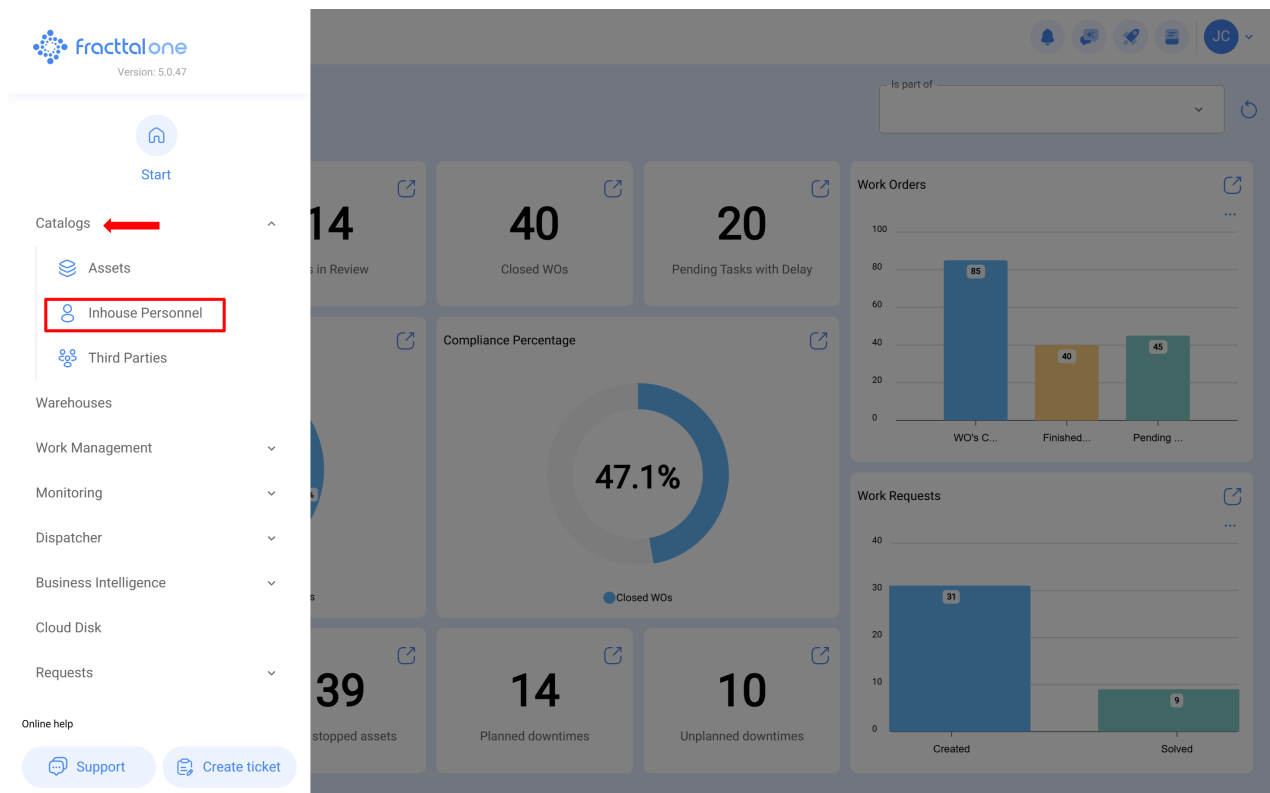 fracttalone
Version: 5.0.47
Start
Catalogs
Assets
Inhouse Personnel
Third Parties
Warehouses
Work Management
Monitoring
Dispatcher
Business Intelligence
Cloud Disk
Requests
Online help
Support
Create ticket
JC
Is part of
14
in Review
40
Closed WOs
20
Pending Tasks with Delay
Compliance Percentage
47.1%
Closed WOs
39
stopped assets
14
Planned downtimes
10
Unplanned downtimes
Work Orders
...
100
80
60
40
20
0
85
40
45
WO's C...
Finished...
Pending ...
Work Requests
...
40
30
20
10
0
31
9
Created
Solved